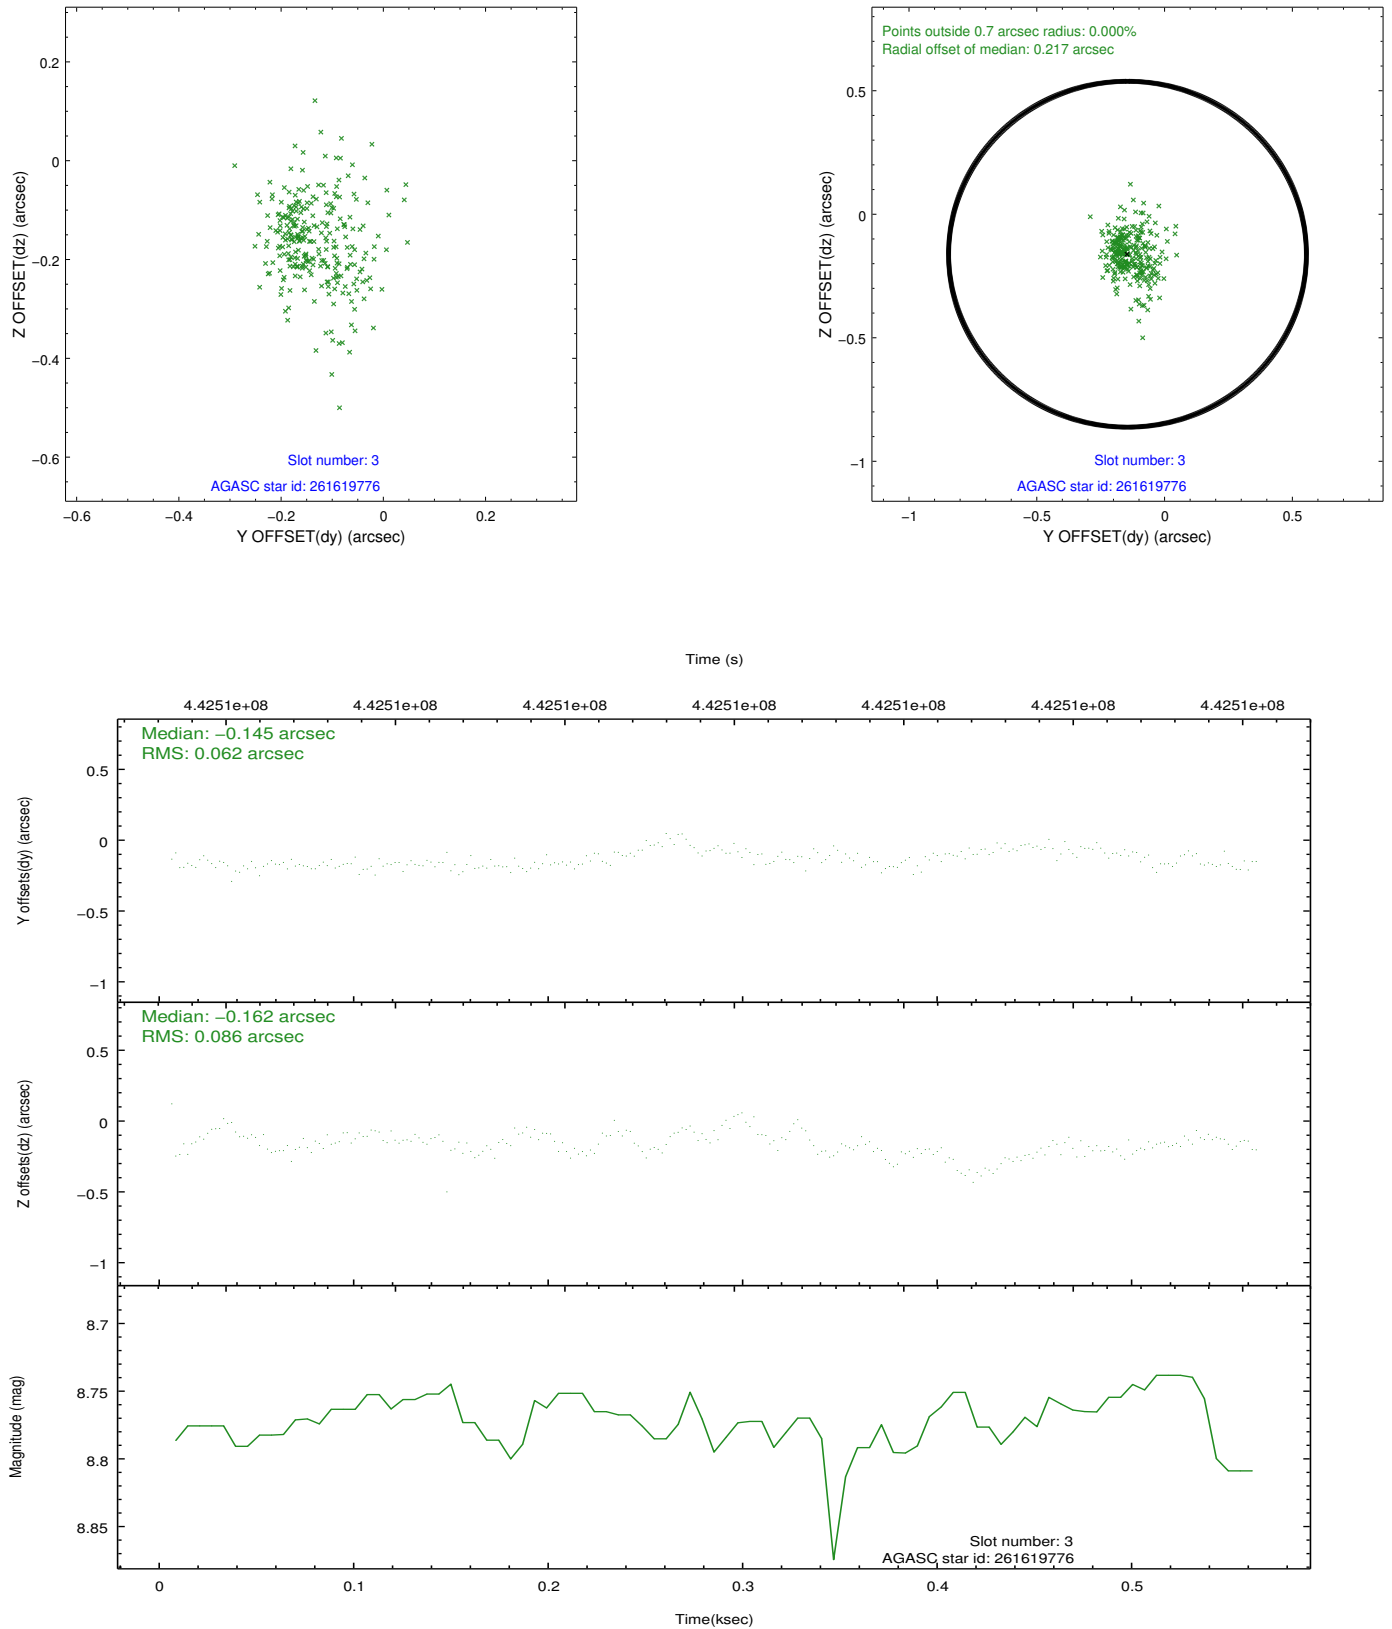 Points outside 0.7 arcsec radius: 0.000%
Radial offset of median: 0.217 arcsec
0.2
0
−0.2
−0.4
−0.6
Z OFFSET(dz) (arcsec)
Slot number: 3
AGASC star id: 261619776
−0.6 −0.4 −0.2 0 0.2
Y OFFSET(dy) (arcsec)
0.5
0
−0.5
−1
Z OFFSET(dz) (arcsec)
Slot number: 3
AGASC star id: 261619776
−1 −0.5 0 0.5
Y OFFSET(dy) (arcsec)
Time (s)
4.4251e+08 4.4251e+08 4.4251e+08 4.4251e+08 4.4251e+08 4.4251e+08 4.4251e+08
Median: −0.145 arcsec
RMS: 0.062 arcsec
0.5
0
−0.5
−1
Y offsets(dy) (arcsec)
Median: −0.162 arcsec
RMS: 0.086 arcsec
0.5
0
−0.5
−1
Z offsets(dz) (arcsec)
8.7
8.75
8.8
8.85
Magnitude (mag)
Slot number: 3
AGASC star id: 261619776
0 0.1 0.2 0.3 0.4 0.5
Time(ksec)